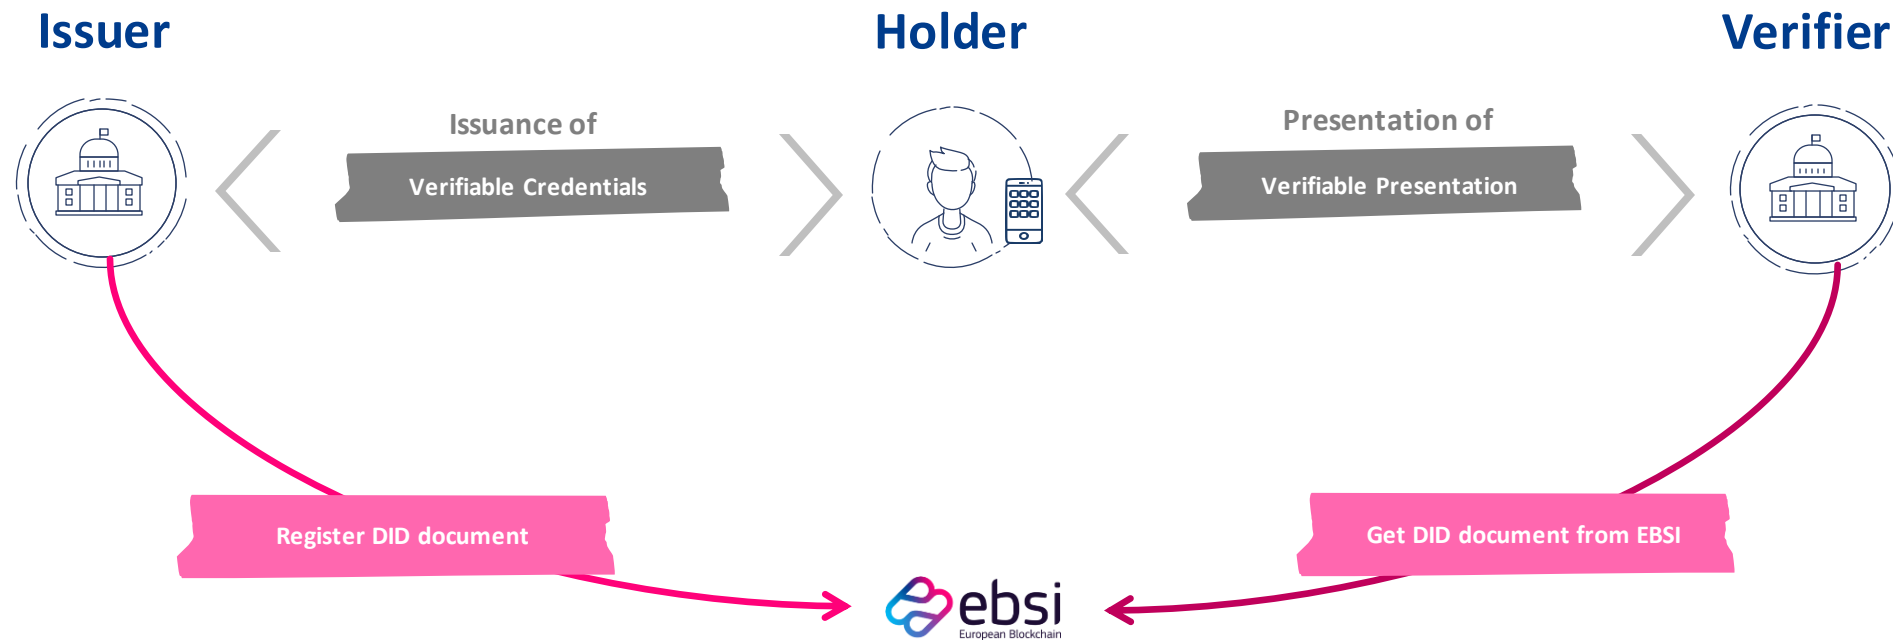 Issuer
Holder
Verifier
Issuance of
Verifiable Credentials
Presentation of
Verifiable Presentation
Register DID document
Get DID document from EBSI
ebsi
European Blockchain